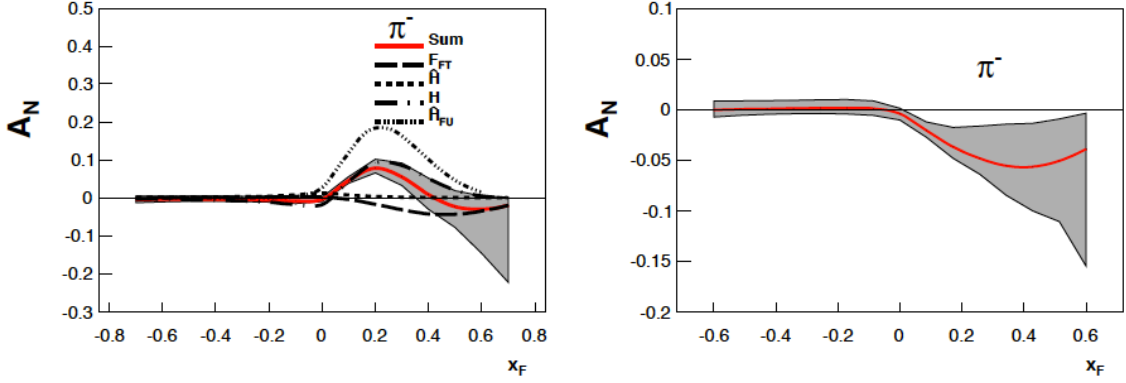 π-
Sum
F_FT
Ĥ
H
Ĥ_FU
A_N
0.5
0.4
0.3
0.2
0.1
0
-0.1
-0.2
-0.3
-0.8 -0.6 -0.4 -0.2 0 0.2 0.4 0.6 0.8
x_F
π-
A_N
0.1
0.05
0
-0.05
-0.1
-0.15
-0.2
-0.6 -0.4 -0.2 0 0.2 0.4 0.6
x_F